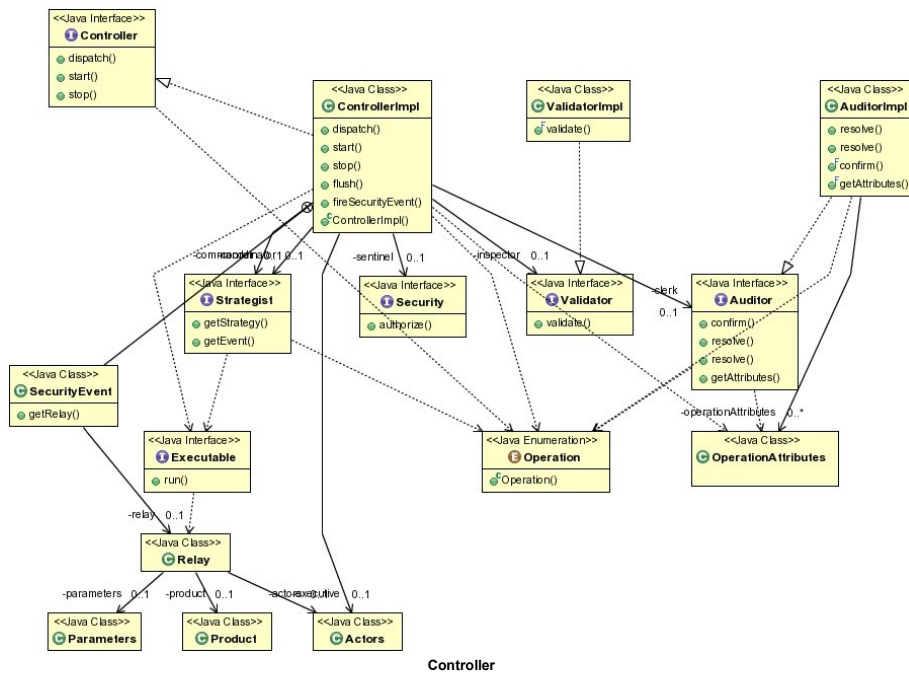 <<Java Interface>>
Controller
dispatch()
start()
stop()
<<Java Class>>
ControllerImpl
dispatch()
start()
stop()
flush()
fireSecurityEvent()
ControllerImpl()
<<Java Class>>
ValidatorImpl
validate()
<<Java Class>>
AuditorImpl
resolve()
resolve()
confirm()
getAttributes()
0..1
0..1
-sentinel
0..1
-inspector
0..1
-clerk
0..1
<<Java Interface>>
Strategist
getStrategy()
getEvent()
<<Java Interface>>
Security
authorize()
<<Java Interface>>
Validator
validate()
<<Java Interface>>
Auditor
confirm()
resolve()
resolve()
getAttributes()
<<Java Class>>
SecurityEvent
getRelay()
-operationAttributes
0..*
<<Java Interface>>
Executable
run()
<<Java Enumeration>>
Operation
Operation()
<<Java Class>>
OperationAttributes
-relay
0..1
<<Java Class>>
Relay
-parameters
0..1
-product
0..1
-actors
-executive
0..1
<<Java Class>>
Parameters
<<Java Class>>
Product
<<Java Class>>
Actors
Controller